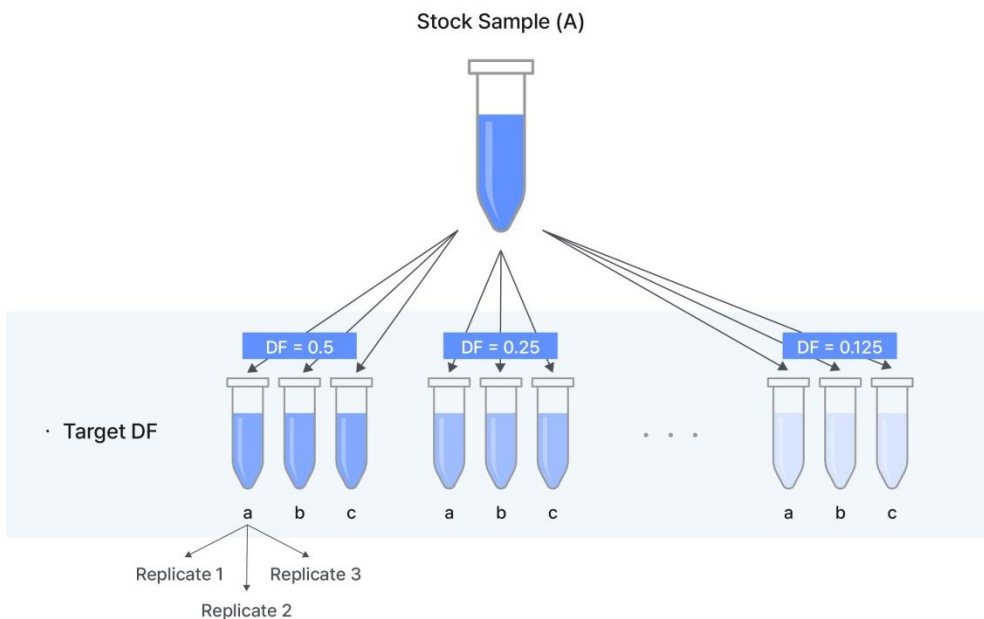 Stock Sample (A)
DF = 0.5
DF = 0.25
DF = 0.125
· Target DF
. . .
a b c a b c a b c
Replicate 1
Replicate 3
Replicate 2